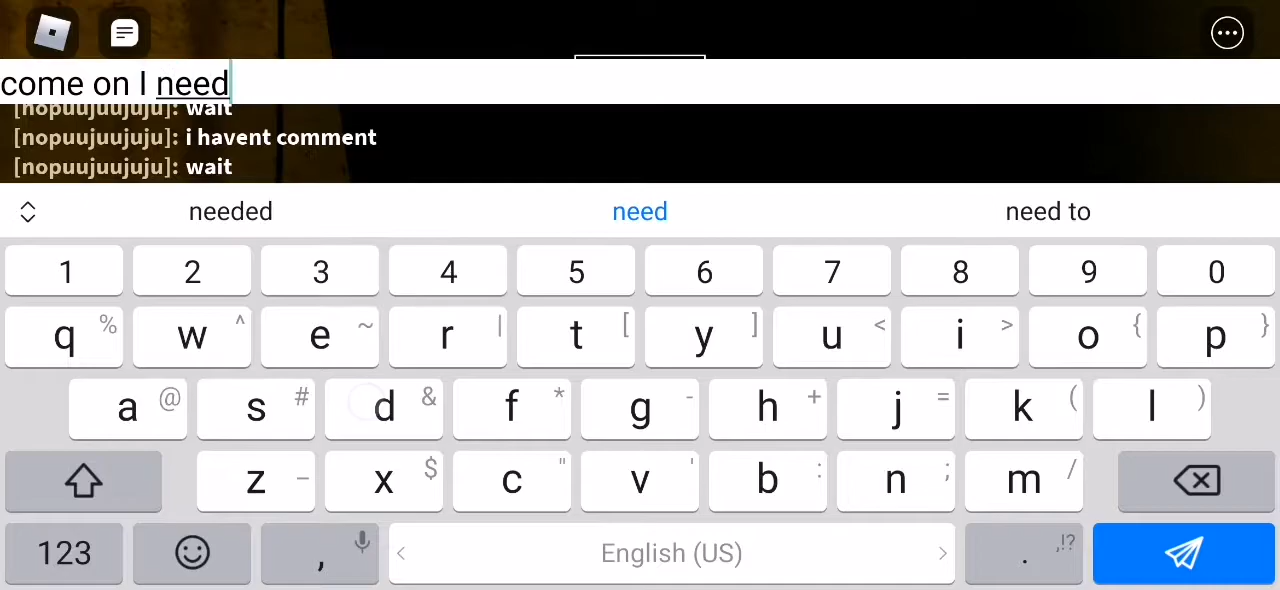 come on I need
[nopuujuujuju]: wait
[nopuujuujuju]: i havent comment
[nopuujuujuju]: wait
needed need need to
1 2 3 4 5 6 7 8 9 0
q % w ^ e ~ r | t [ y ] u < i > o { p }
a @ s # d & f * g - h + j = k ( l )
z _ x $ c " v ' b : n ; m /
123 , < English (US) > . ,!?